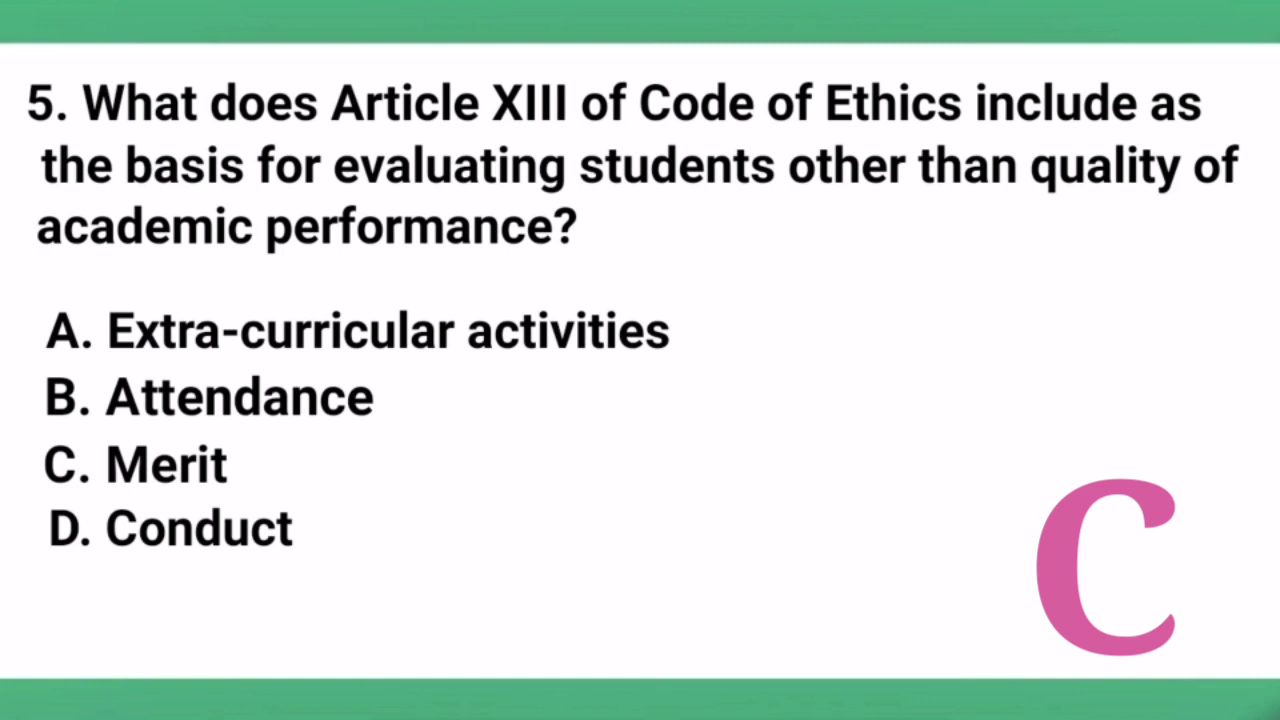 5. What does Article XIII of Code of Ethics include as
the basis for evaluating students other than quality of
academic performance?
A. Extra-curricular activities
B. Attendance
C. Merit
D. Conduct
C